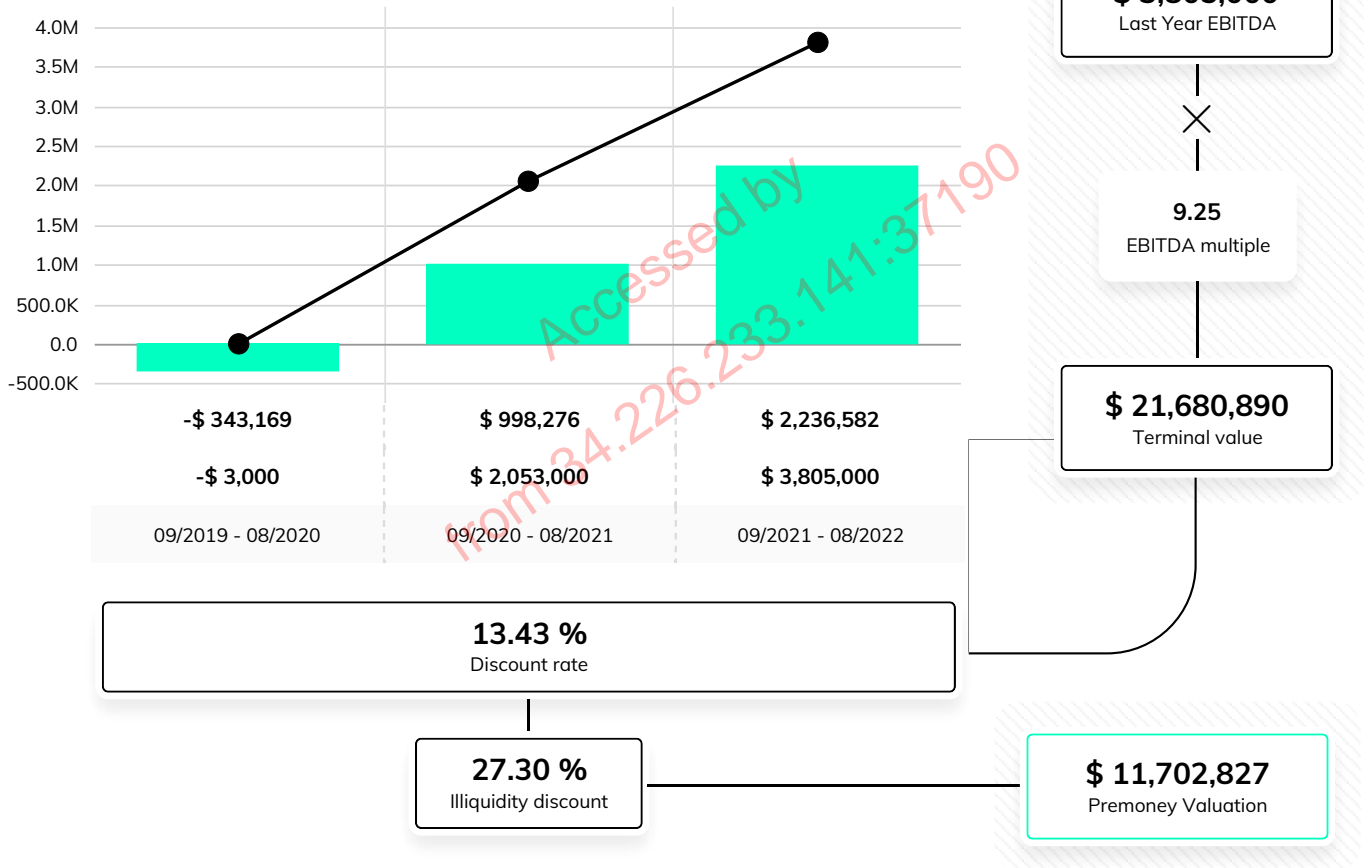 Last Year EBITDA
4.0M
3.5M
3.0M
2.5M
2.0M
1.5M
1.0M
500.0K
0.0
-500.0K
9.25
EBITDA multiple
-$ 343,169
$ 998,276
$ 2,236,582
-$ 3,000
$ 2,053,000
$ 3,805,000
09/2019 - 08/2020
09/2020 - 08/2021
09/2021 - 08/2022
$ 21,680,890
Terminal value
13.43 %
Discount rate
27.30 %
Illiquidity discount
$ 11,702,827
Premoney Valuation
Accessed by
from 34.226.233.141:37190